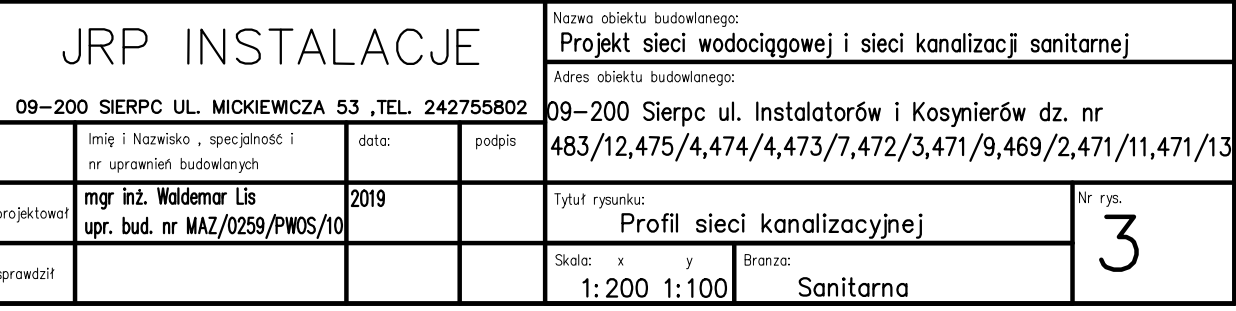 JRP INSTALACJE
09-200 SIERPC UL. MICKIEWICZA 53 ,TEL. 242755802
Nazwa obiektu budowlanego:
Projekt sieci wodociągowej i sieci kanalizacji sanitarnej
Adres obiektu budowlanego:
09-200 Sierpc ul. Instalatorów i Kosynierów dz. nr
483/12,475/4,474/4,473/7,472/3,471/9,469/2,471/11,471/13
Imię i Nazwisko , specjalność i
nr uprawnień budowlanych
data:
podpis
projektował
mgr inż. Waldemar Lis
upr. bud. nr MAZ/0259/PWOS/10
2019
sprawdził
Tytuł rysunku:
Profil sieci kanalizacyjnej
Nr rys.
3
Skala: x y
1:200 1:100
Branza:
Sanitarna